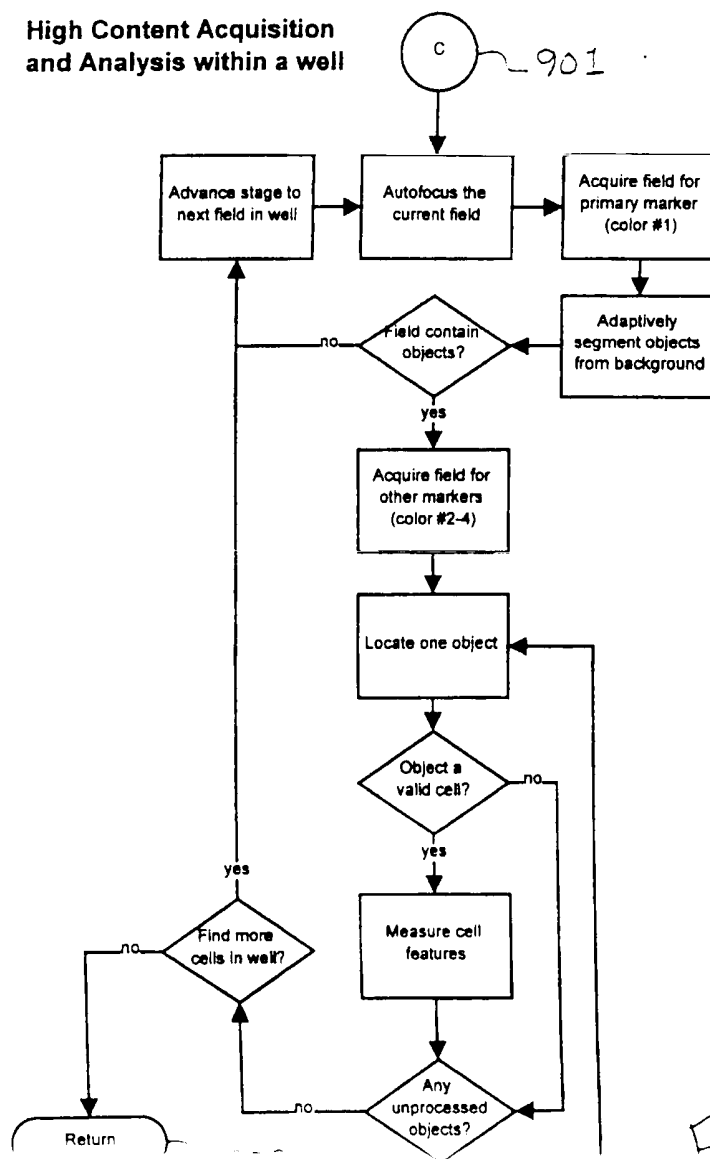 High Content Acquisition
and Analysis within a well
C
901
Advance stage to
next field in well
Autofocus the
current field
Acquire field for
primary marker
(color #1)
Field contain
objects?
no
Adaptively
segment objects
from background
yes
Acquire field for
other markers
(color #2-4)
Locate one object
Object a
valid cell?
no
yes
yes
Measure cell
features
Find more
cells in well?
no
Any
unprocessed
objects?
no
Return